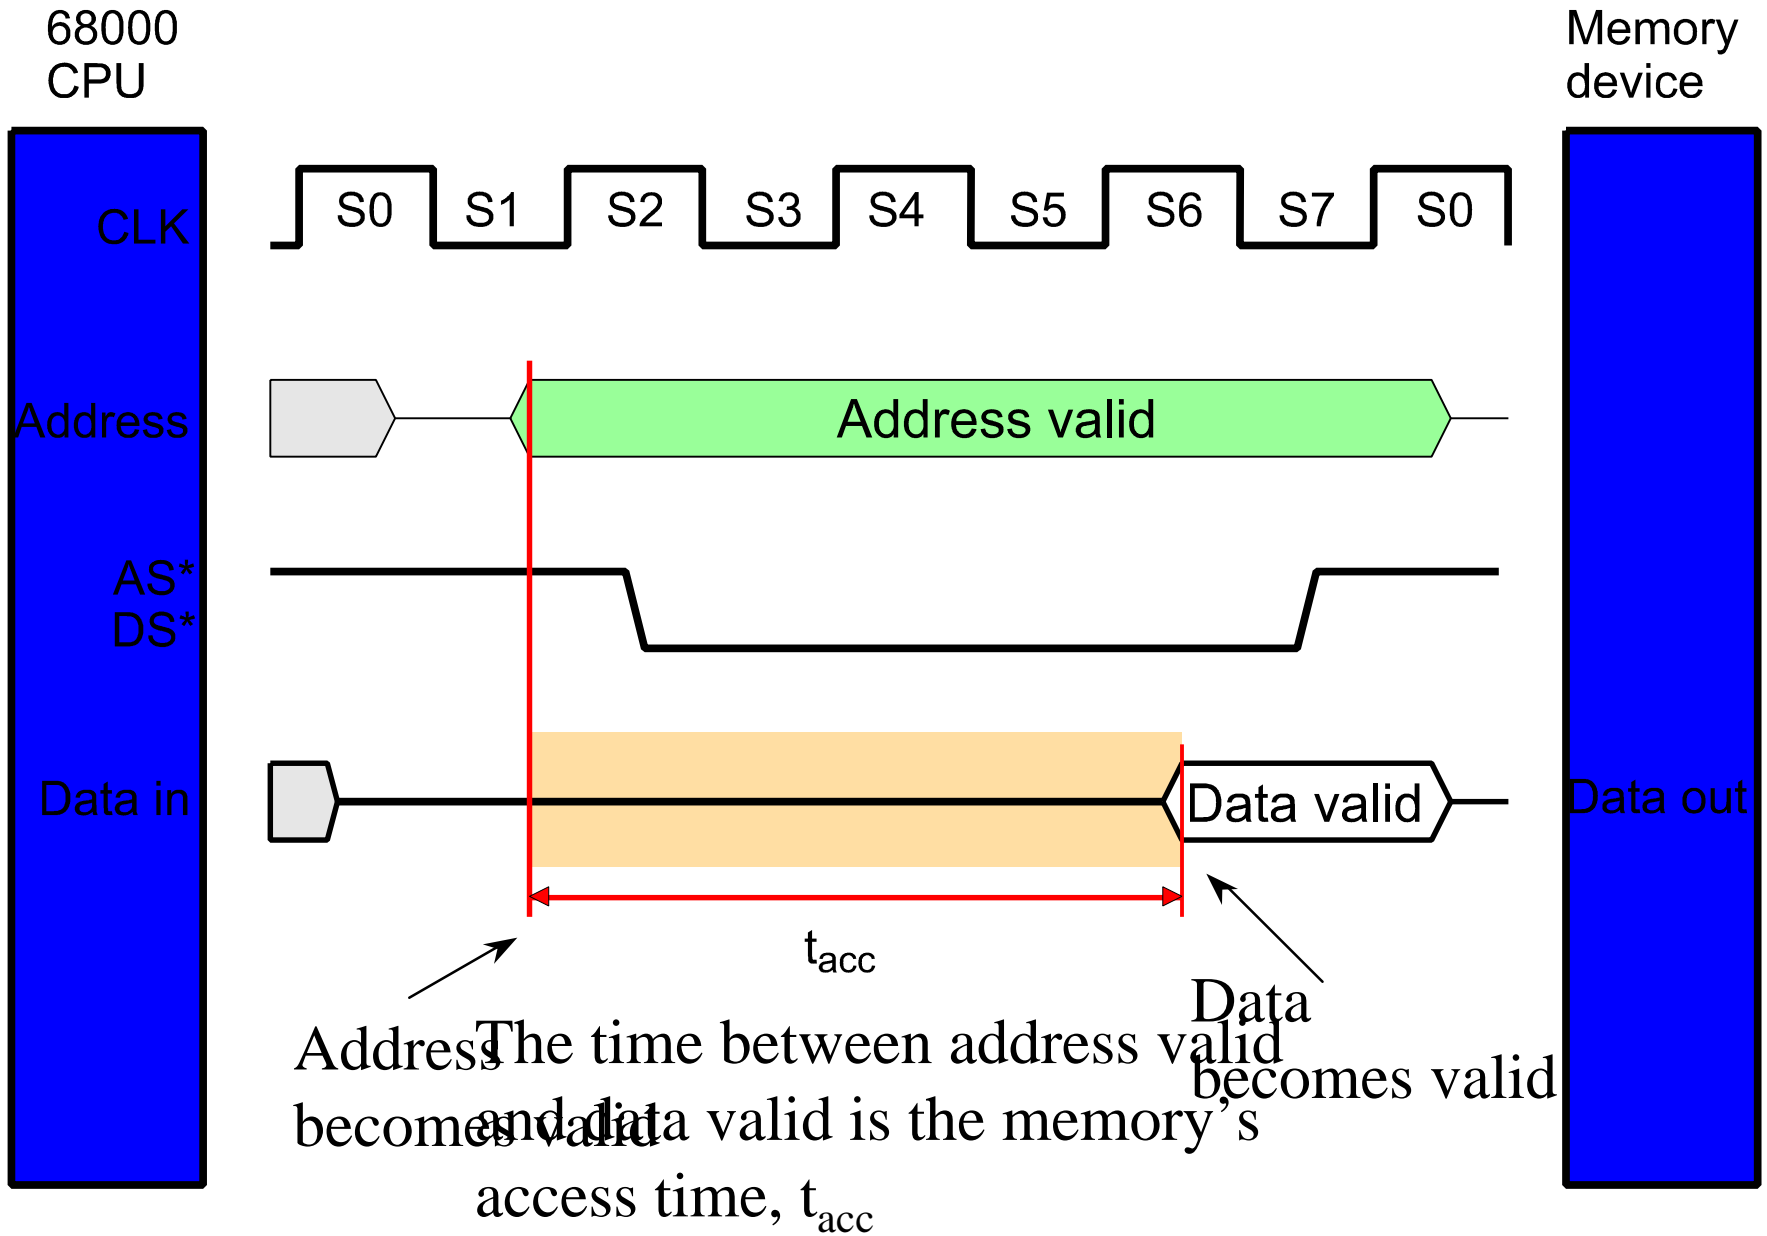 68000
CPU
Memory
device
CLK
S0 S1 S2 S3 S4 S5 S6 S7 S0
Address
Address valid
AS*
DS*
Data in
Data valid
Data out
tacc
Address
becomes valid
The time between address valid
and data valid is the memory’s
access time, tacc
Data
becomes valid